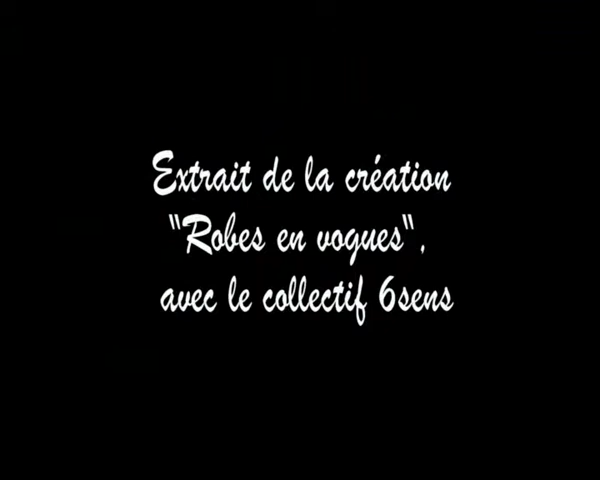 Extrait de la création
"Robes en vogues",
avec le collectif 6sens